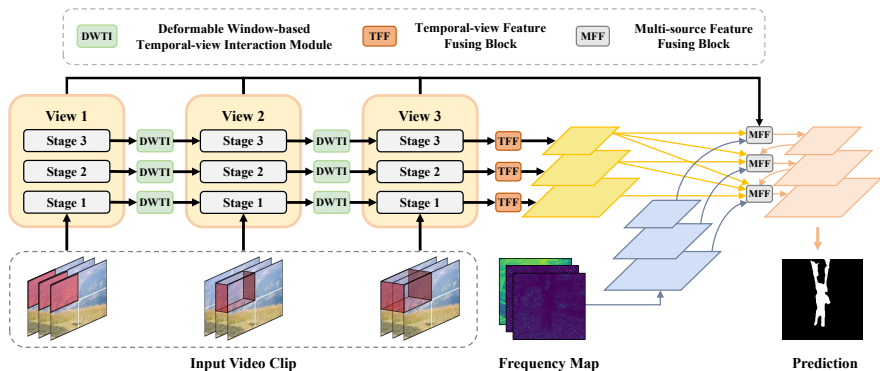 DWTI
Deformable Window-based
Temporal-view Interaction Module
TFF
Temporal-view Feature
Fusing Block
MFF
Multi-source Feature
Fusing Block
View 1
View 2
View 3
Stage 3
DWTI
Stage 3
DWTI
Stage 3
TFF
MFF
Stage 2
DWTI
Stage 2
DWTI
Stage 2
TFF
MFF
Stage 1
DWTI
Stage 1
DWTI
Stage 1
TFF
MFF
Input Video Clip
Frequency Map
Prediction